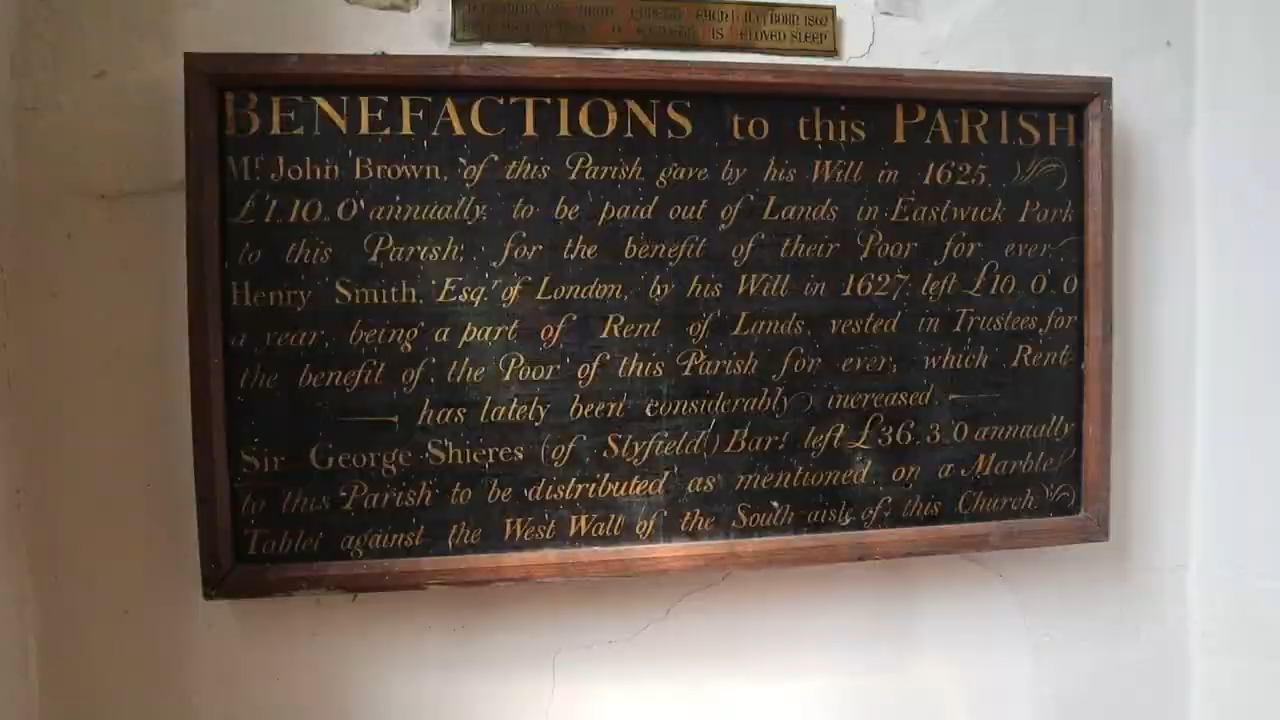 BORN 1862
IS BELOVED SLEEP
BENEFACTIONS to this PARISH
Mr. John Brown, of this Parish gave by his Will in 1625.
£1.10.0 annually, to be paid out of Lands in Eastwick Park
to this Parish, for the benefit of their Poor for ever.
Henry Smith, Esqr. of London, by his Will in 1627. left £10.0.0
a year, being a part of Rent of Lands, vested in Trustees, for
the benefit of the Poor of this Parish for ever, which Rent
has lately been considerably increased.
Sir George Shieres (of Slyfield) Bart. left £36.3.0 annually
to this Parish to be distributed as mentioned on a Marble
Tablet against the West Wall of the South-aisle of this Church.